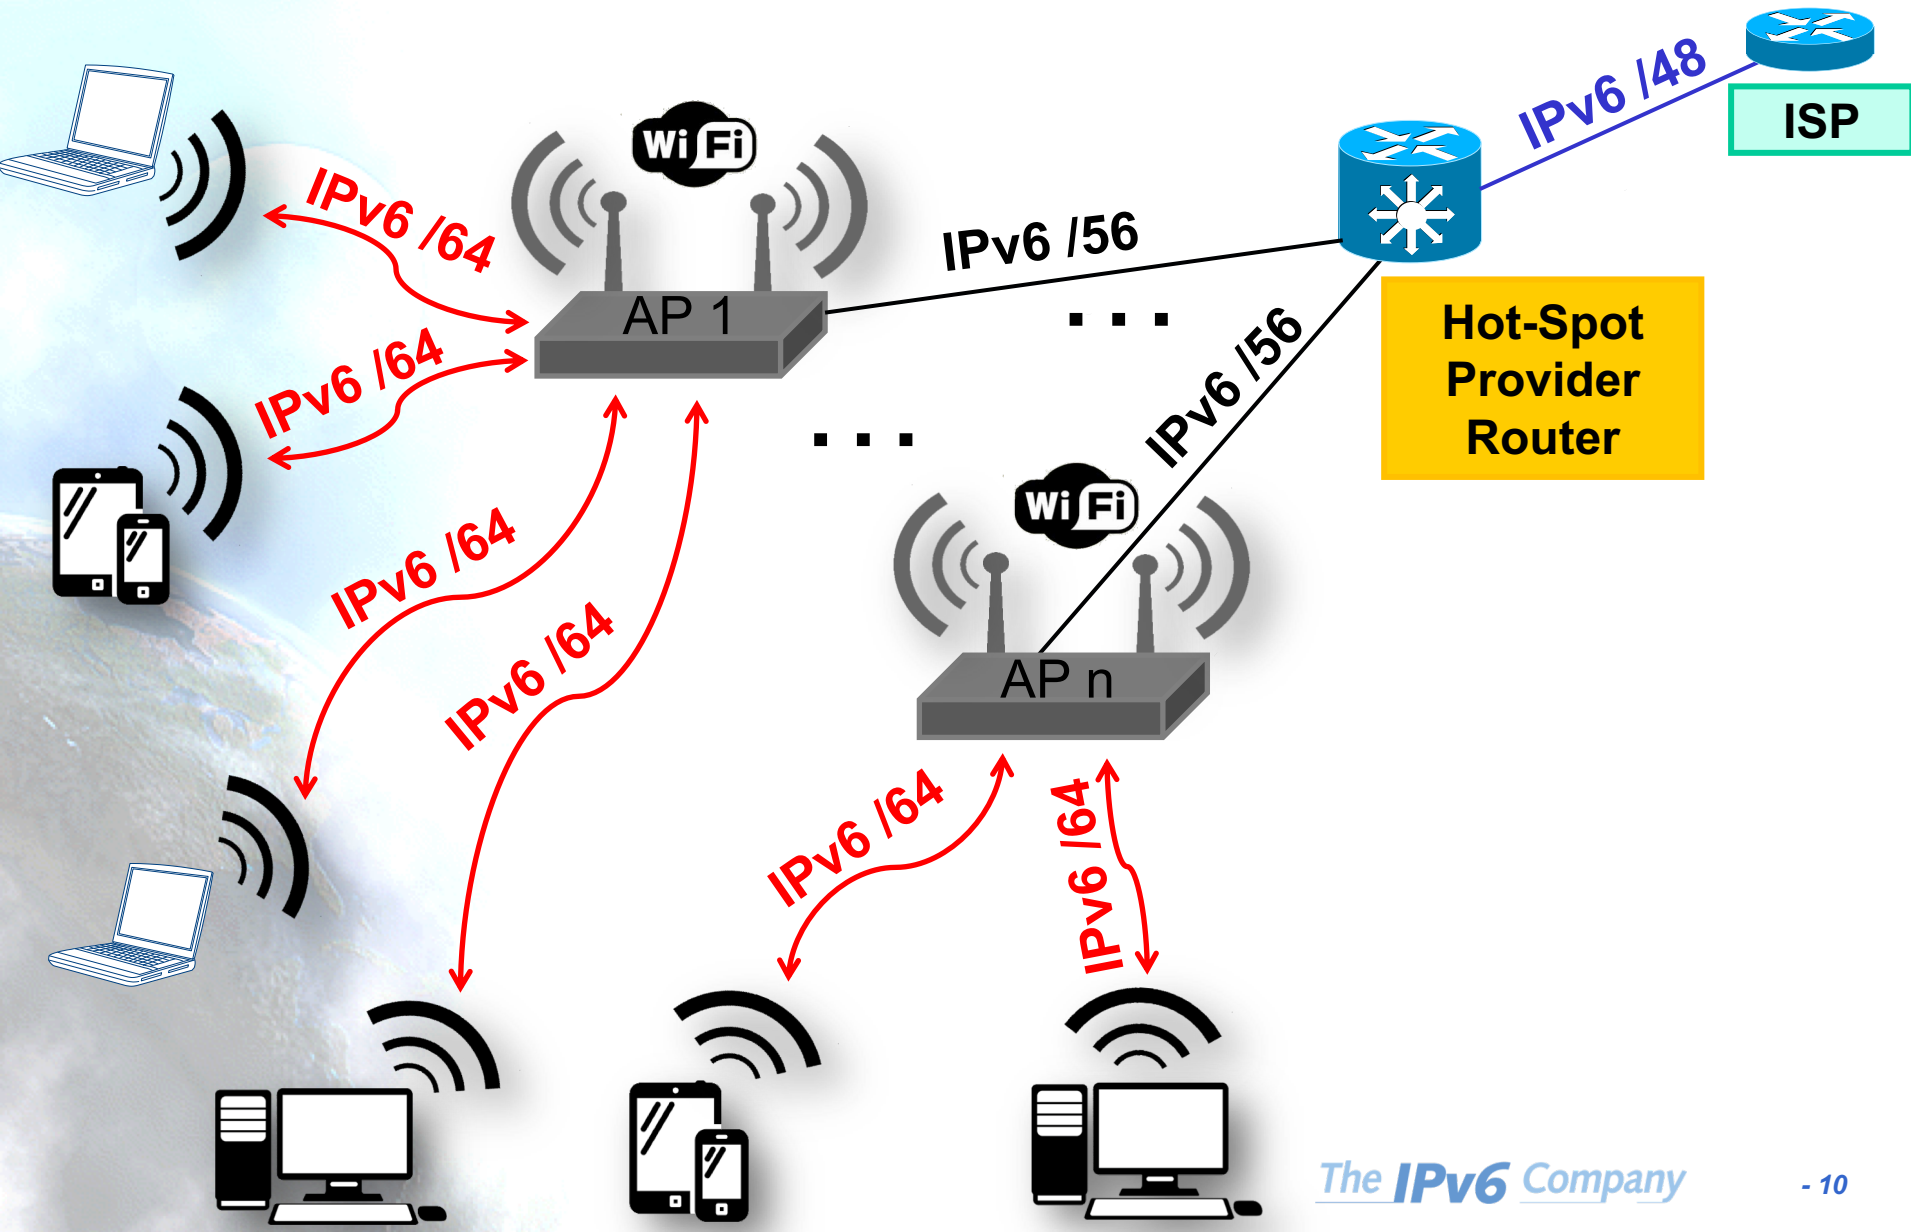 IPv6 /48
ISP
Wi Fi
IPv6 /64
IPv6 /56
AP 1
Hot-Spot
Provider
Router
IPv6 /64
IPv6 /56
. . .
. . .
Wi Fi
IPv6 /64
IPv6 /64
AP n
IPv6 /64
IPv6 /64
The IPv6 Company
- 10